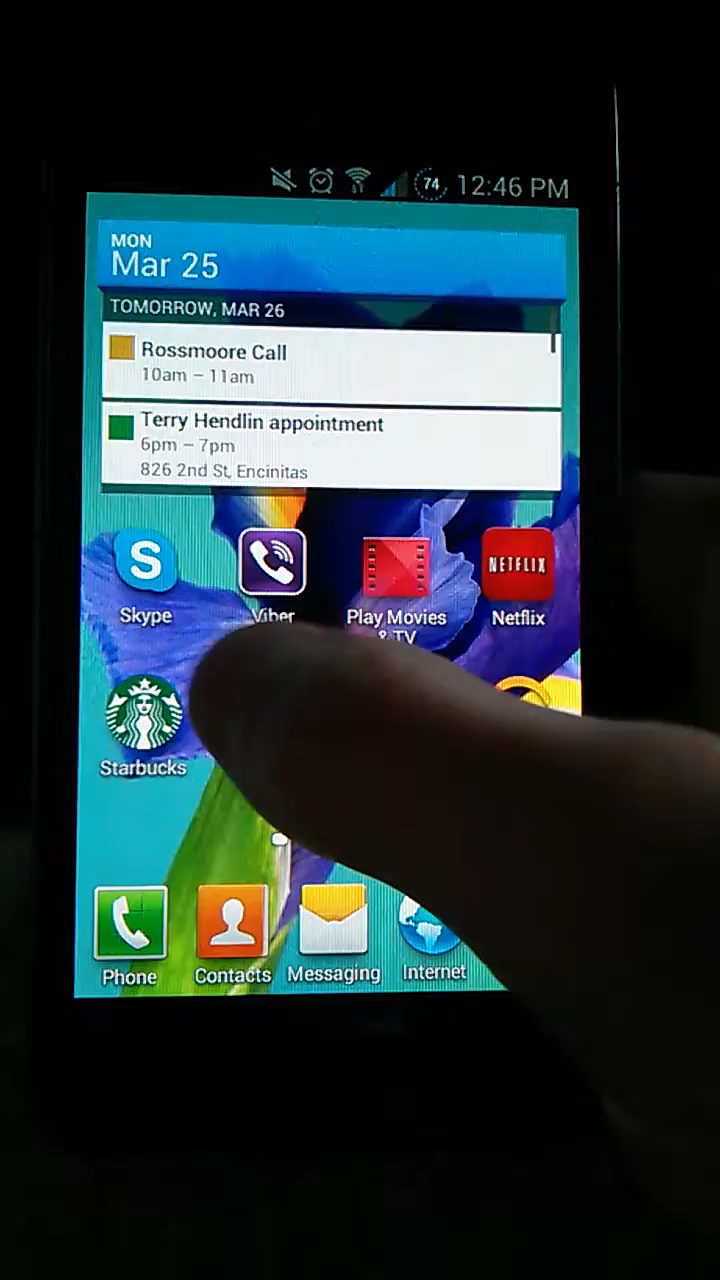 74 12:46 PM
MON
Mar 25
TOMORROW, MAR 26
Rossmoore Call
10am – 11am
Terry Hendlin appointment
6pm – 7pm
826 2nd St, Encinitas
S
NETFLIX
Skype Viber Play Movies & TV Netflix
Starbucks
Phone Contacts Messaging Internet